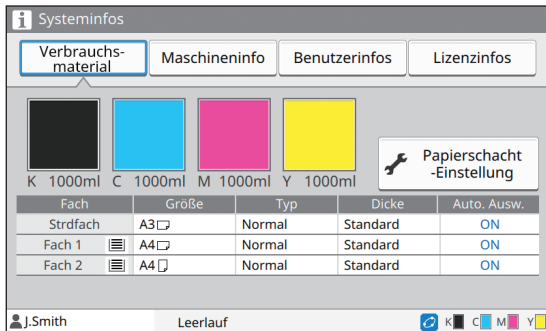 Systeminfos
Verbrauchs-
material
Maschineninfo
Benutzerinfos
Lizenzinfos
K 1000ml C 1000ml M 1000ml Y 1000ml
Papierschacht
-Einstellung
Fach Größe Typ Dicke Auto. Ausw.
Strdfach A3 Normal Standard ON
Fach 1 A4 Normal Standard ON
Fach 2 A4 Normal Standard ON
J.Smith Leerlauf K C M Y